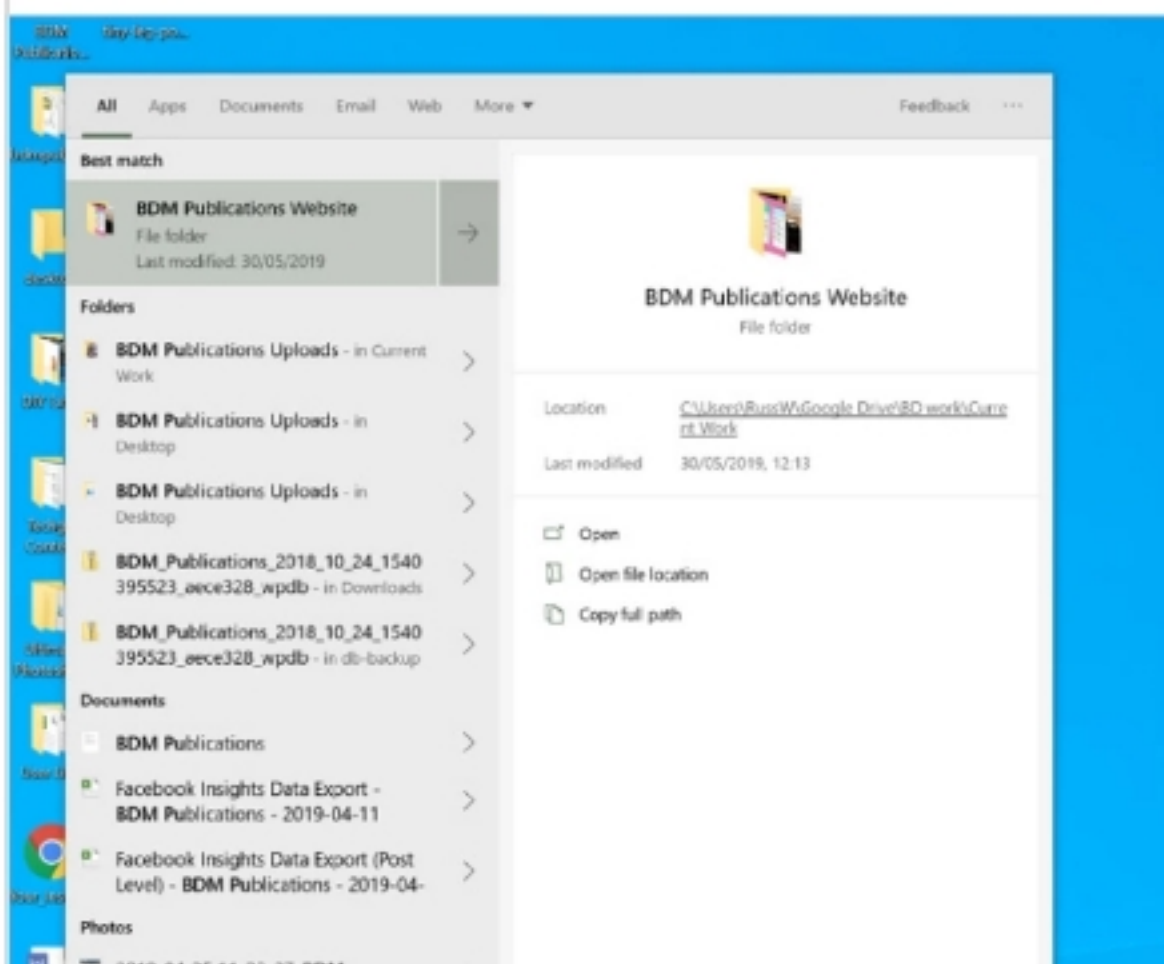 BDM
tiny-leg-po...
Publicatio...
All
Apps
Documents
Email
Web
More
Feedback
...
Best match
BDM Publications Website
File folder
Last modified: 30/05/2019
Folders
BDM Publications Uploads - in Current
Work
BDM Publications Uploads - in
Desktop
BDM Publications Uploads - in
Desktop
BDM_Publications_2018_10_24_1540
395523_aece328_wpdb - in Downloads
BDM_Publications_2018_10_24_1540
395523_aece328_wpdb - in db-backup
Documents
BDM Publications
Facebook Insights Data Export -
BDM Publications - 2019-04-11
Facebook Insights Data Export (Post
Level) - BDM Publications - 2019-04-
Photos
BDM Publications Website
File folder
Location
C:\Users\RussW\Google Drive\BD work\Curre
nt Work
Last modified
30/05/2019, 12:13
Open
Open file location
Copy full path